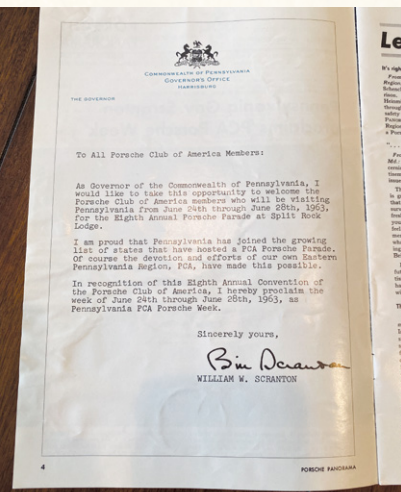 COMMONWEALTH OF PENNSYLVANIA
GOVERNOR'S OFFICE
HARRISBURG
THE GOVERNOR
To All Porsche Club of America Members:
As Governor of the Commonwealth of Pennsylvania, I
would like to take this opportunity to welcome the
Porsche Club of America members who will be visiting
Pennsylvania from June 24th through June 28th, 1963,
for the Eighth Annual Porsche Parade at Split Rock
Lodge.
I am proud that Pennsylvania has joined the growing
list of states that have hosted a PCA Porsche Parade.
Of course the devotion and efforts of our own Eastern
Pennsylvania Region, PCA, have made this possible.
In recognition of this Eighth Annual Convention of
the Porsche Club of America, I hereby proclaim the
week of June 24th through June 28th, 1963, as
Pennsylvania PCA Porsche Week.
Sincerely yours,
Bill Scranton
WILLIAM W. SCRANTON
4
PORSCHE PANORAMA
Le
It's righ